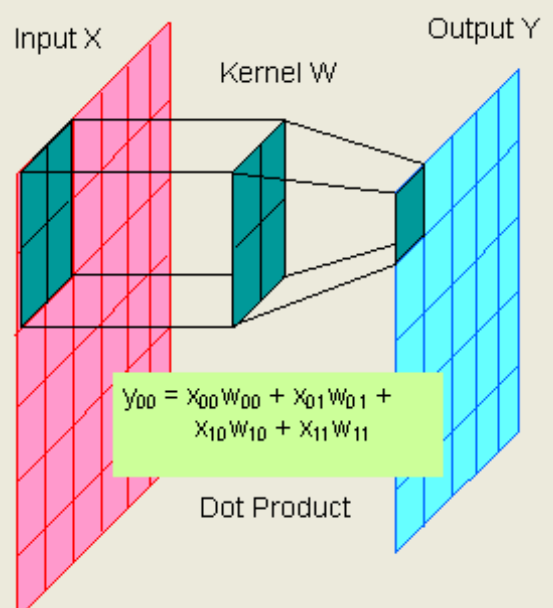 Input X
Output Y
Kernel W
y₀₀ = x₀₀w₀₀ + x₀₁w₀₁ +
x₁₀w₁₀ + x₁₁w₁₁
Dot Product